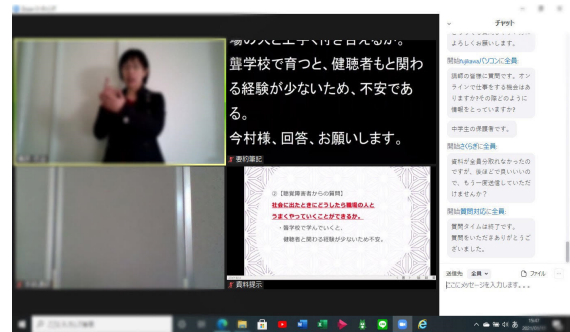 チャット
場の人と上手く付き合えるか。
聾学校で育つと、健聴者もと関わ
る経験が少ないため、不安であ
る。
今村様、回答、お願いします。
要約筆記
②【聴覚障害者からの質問】
社会に出たときにどうしたら職場の人と
うまくやっていくことができるか。
・聾学校で学んでいくと、
健聴者と関わる経験が少ないため不安。
資料提示
よろしくお願いします。
開始fujikawaパソコンに全員:
講師の皆様に質問です。オン
ラインで仕事をする機会はあ
りますか?その際どのように
情報をとっていますか?
中学生の保護者です。
開始さくらぎに全員:
資料が全員分取れなかったの
ですが、後ほどで良いいの
で、もう一度送信していただ
けませんか?
開始質問対応に全員:
質問タイムは終了です。
質問をいただきありがとうご
ざいました。
送信先: 全員
ファイル
ここにメッセージを入力します。。。
あ